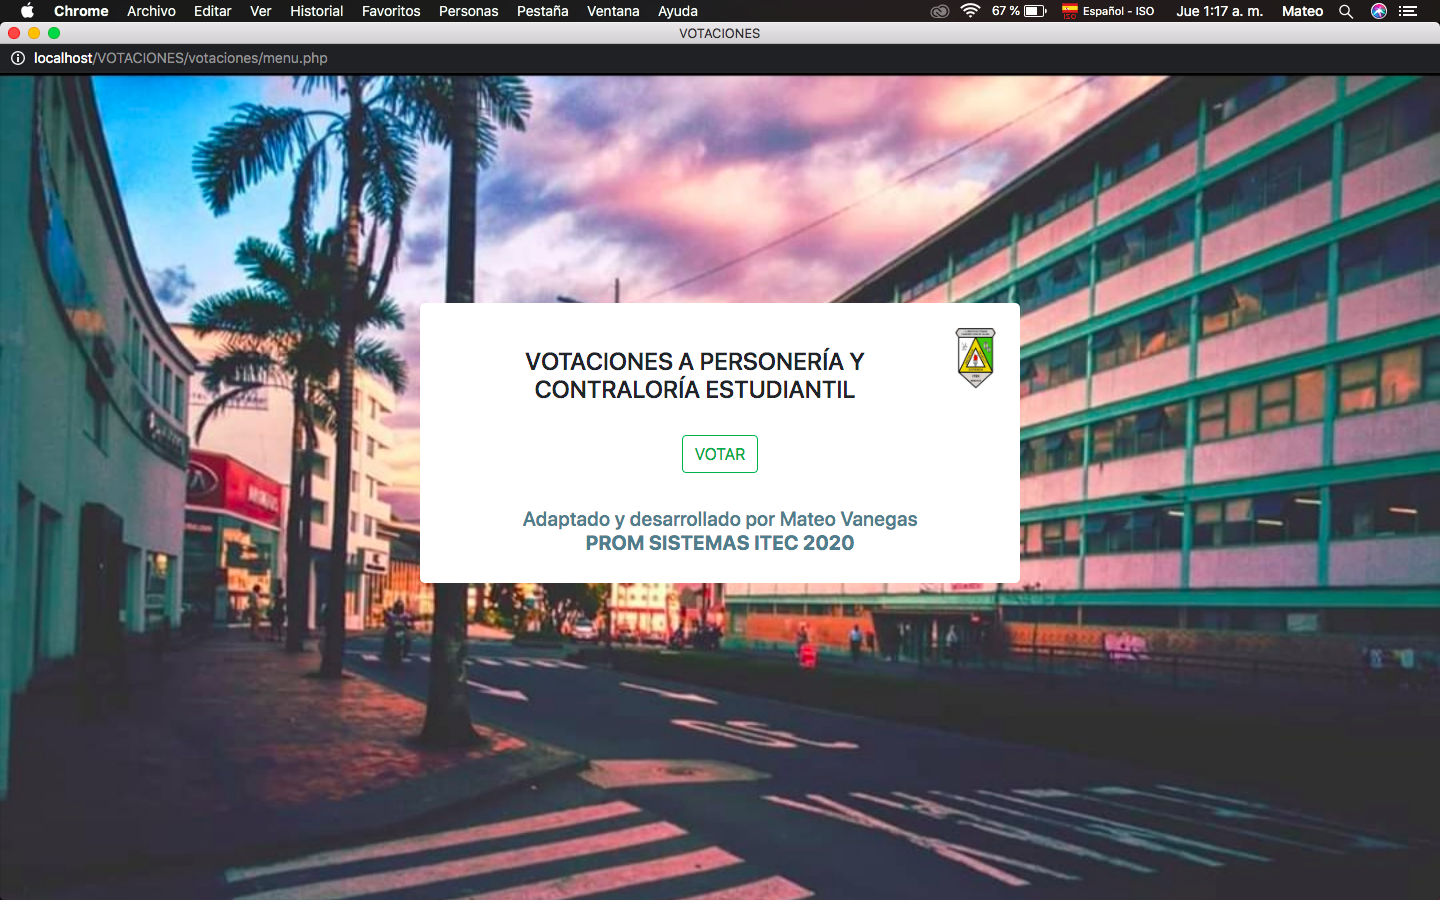 Chrome Archivo Editar Ver Historial Favoritos Personas Pestaña Ventana Ayuda 67 % Español - ISO Jue 1:17 a. m. Mateo
VOTACIONES
localhost/VOTACIONES/votaciones/menu.php
VOTACIONES A PERSONERÍA Y
CONTRALORÍA ESTUDIANTIL
VOTAR
Adaptado y desarrollado por Mateo Vanegas
PROM SISTEMAS ITEC 2020